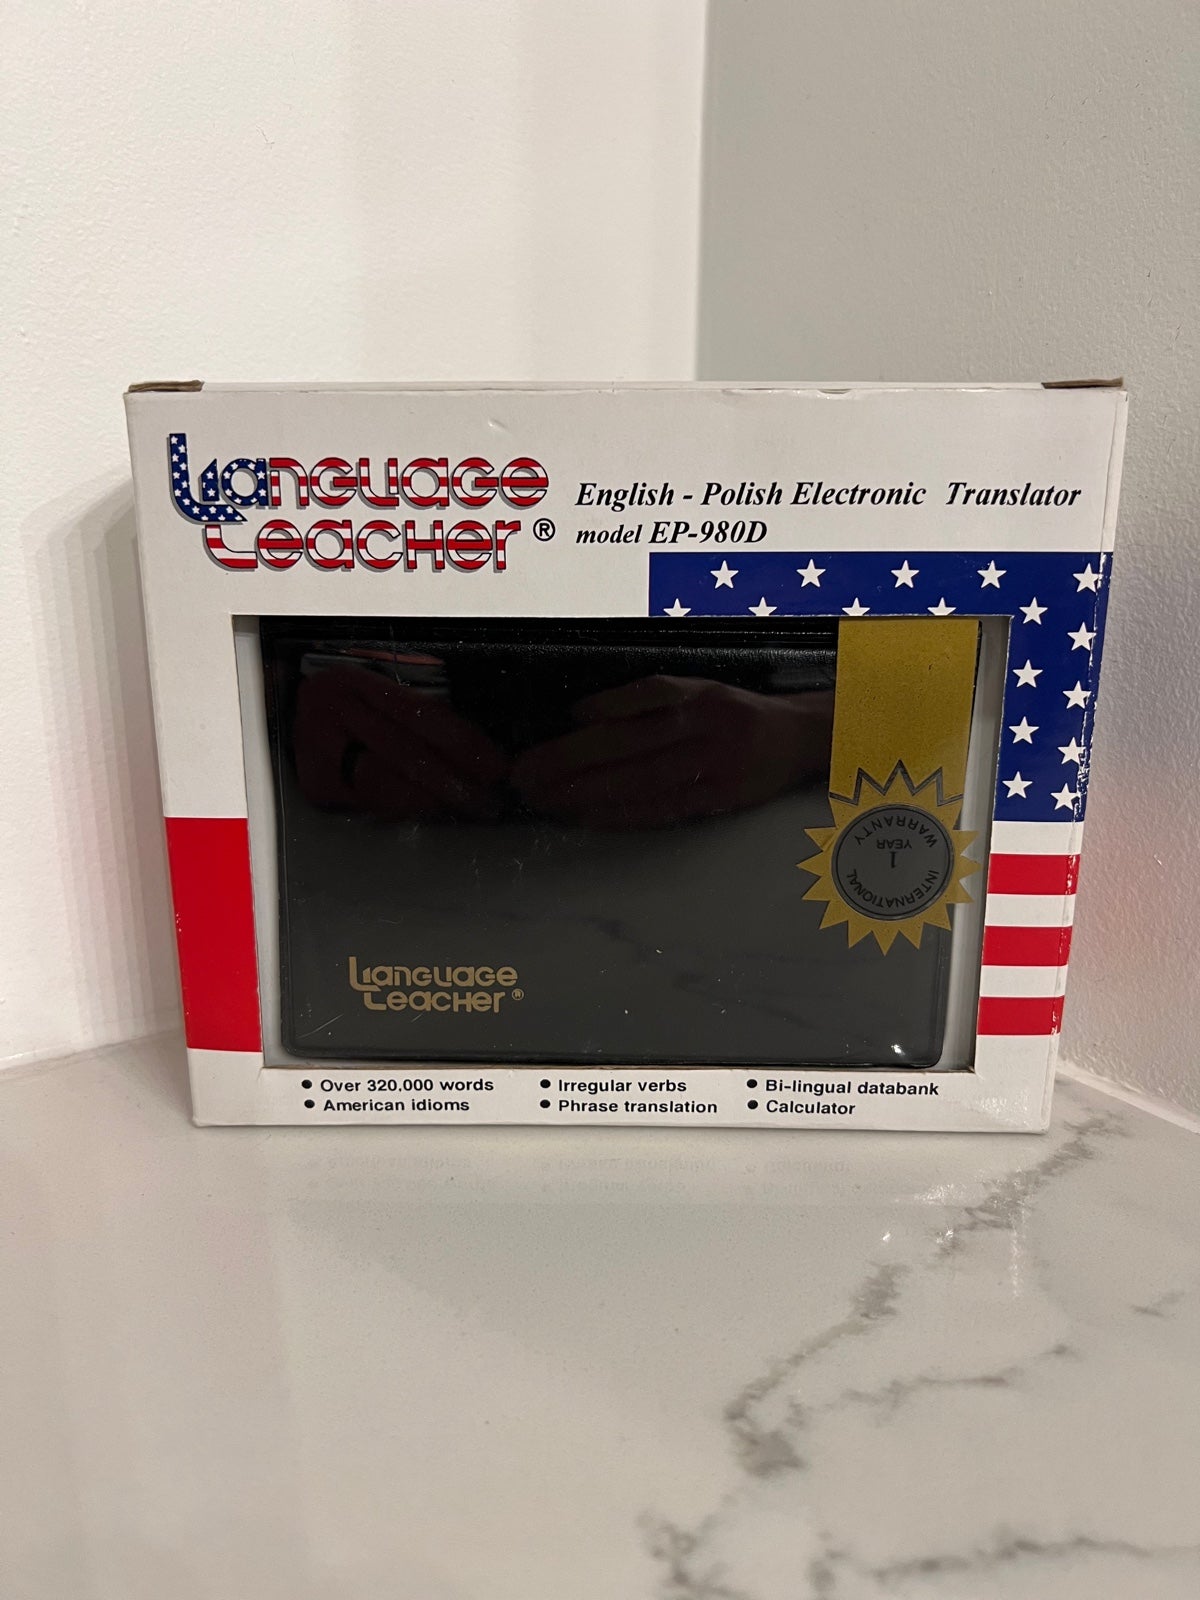 Language
Teacher®
English - Polish Electronic Translator
model EP-980D
INTERNATIONAL
1
YEAR
WARRANTY
Language
Teacher®
• Over 320,000 words
• American idioms
• Irregular verbs
• Phrase translation
• Bi-lingual databank
• Calculator